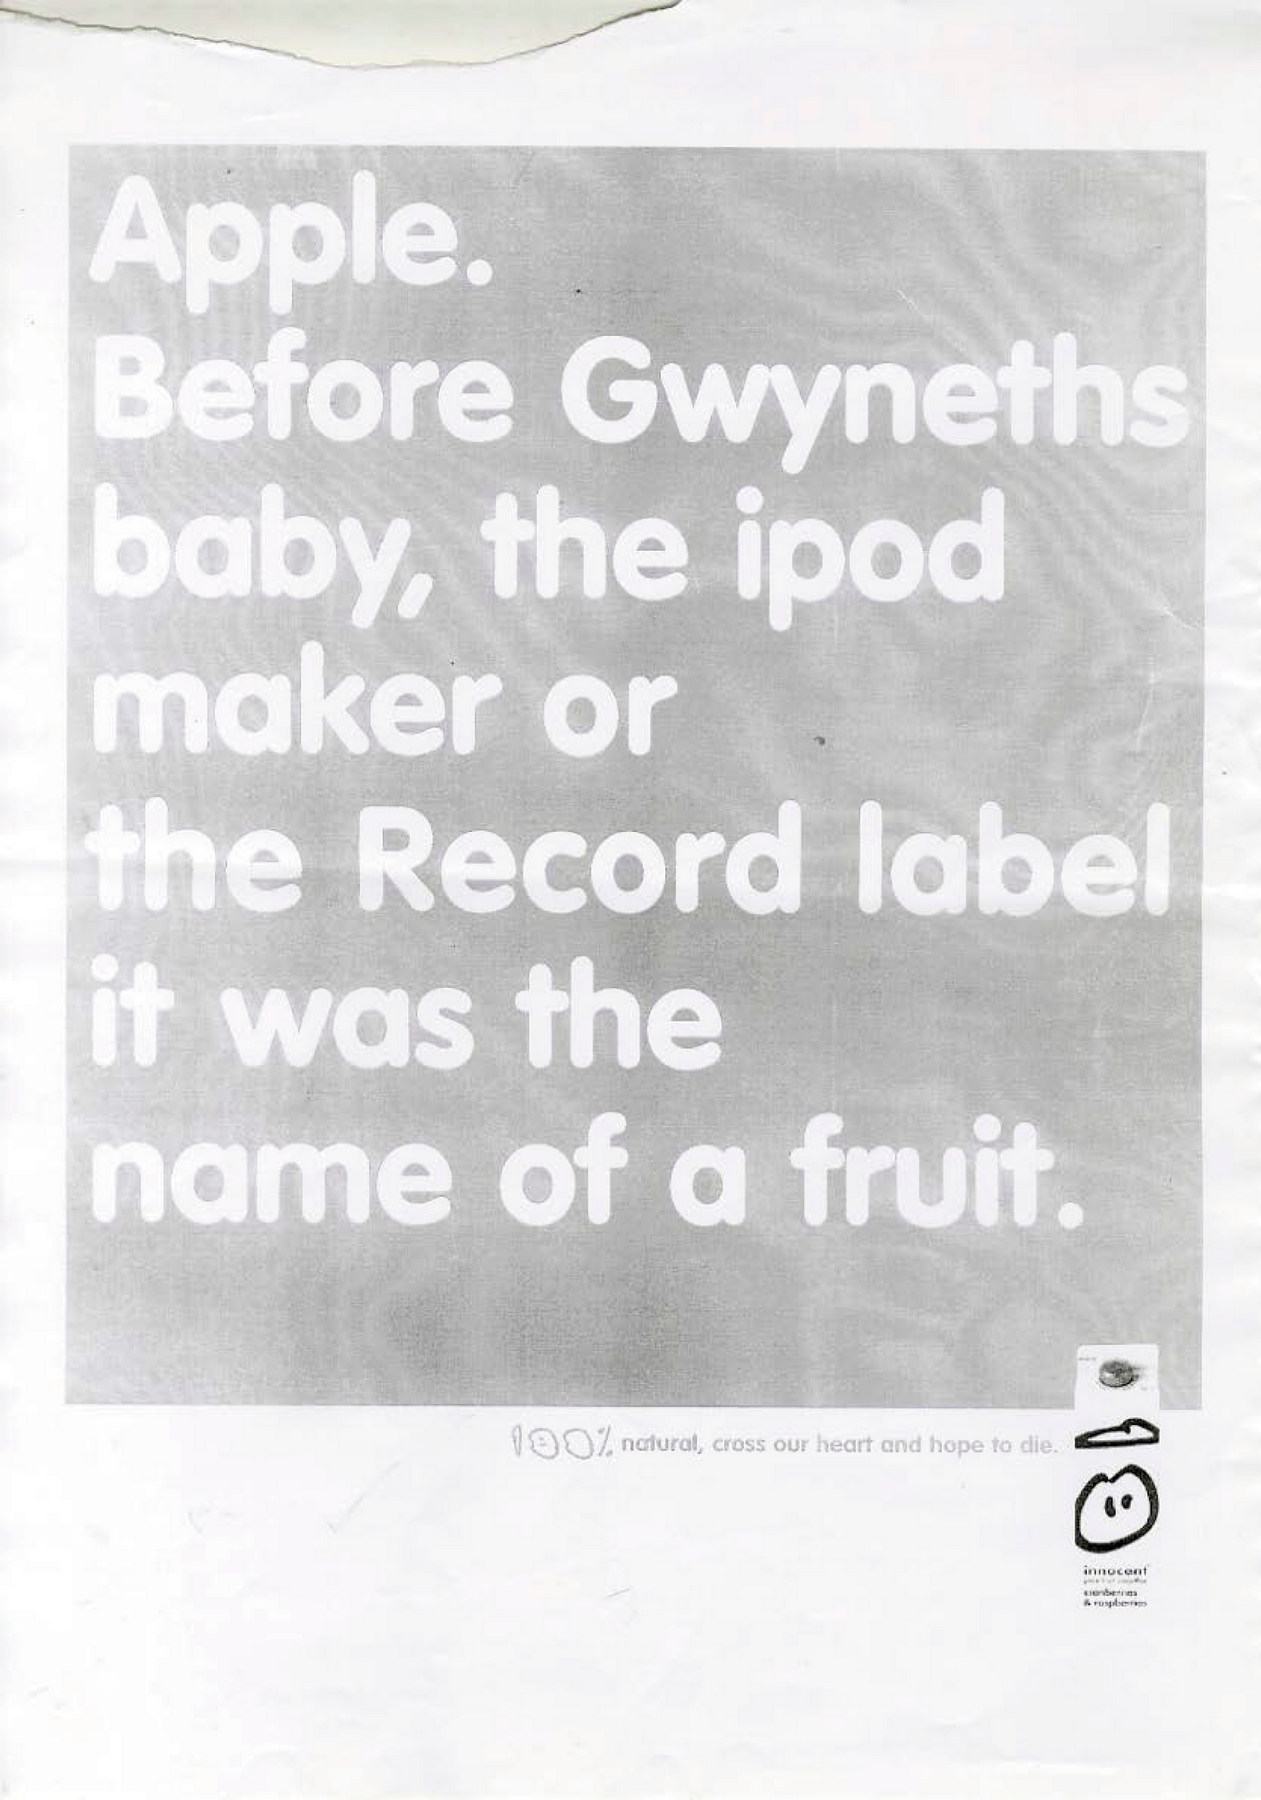 Apple.
Before Gwyneths
baby, the ipod
maker or
the Record label
it was the
name of a fruit.
100% natural, cross our heart and hope to die.
innocent
cranberries
& raspberries